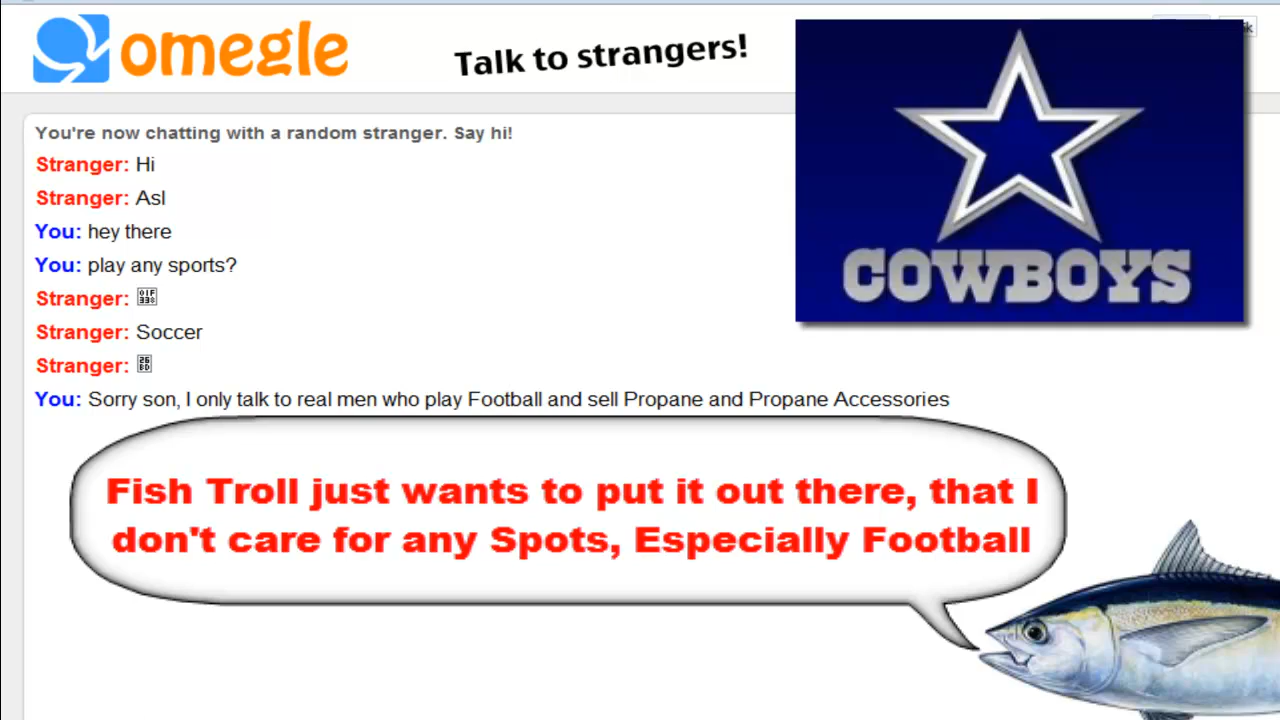 omegle
Talk to strangers!
You're now chatting with a random stranger. Say hi!
Stranger: Hi
Stranger: Asl
You: hey there
You: play any sports?
Stranger:
Stranger: Soccer
Stranger:
You: Sorry son, I only talk to real men who play Football and sell Propane and Propane Accessories
COWBOYS
Fish Troll just wants to put it out there, that I
don't care for any Spots, Especially Football